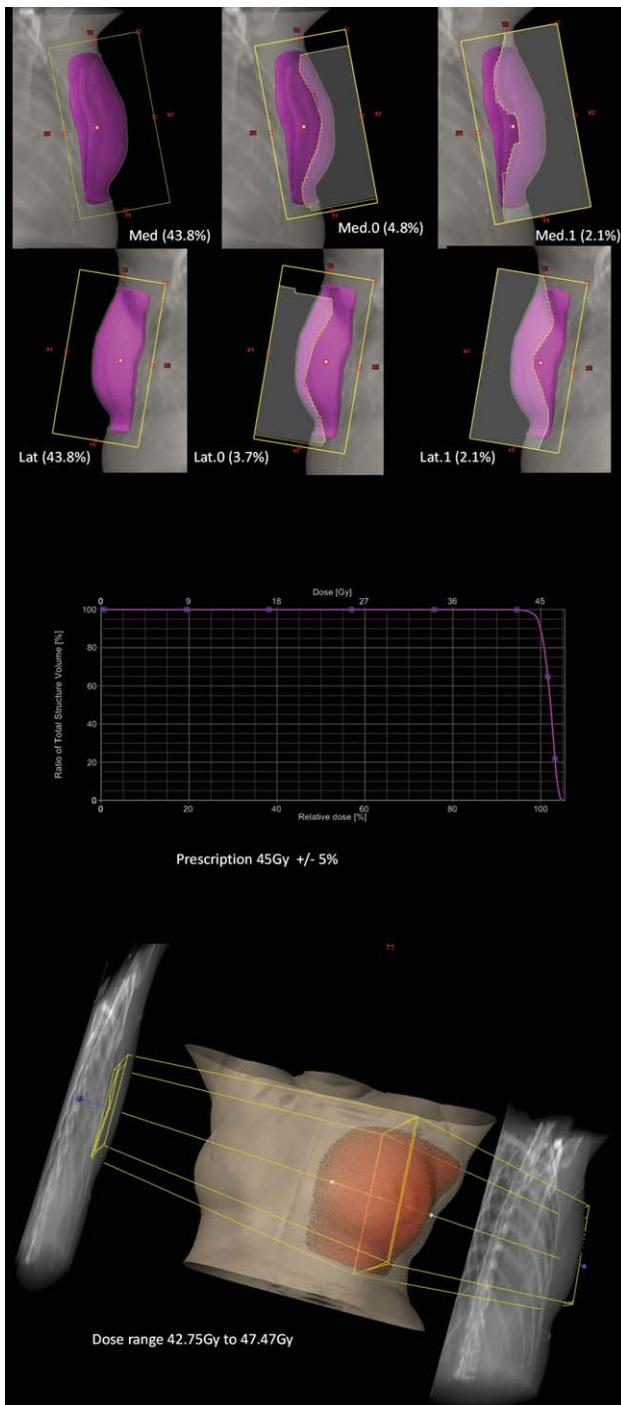 Med (43.8%)
Med.0 (4.8%)
Med.1 (2.1%)
Lat (43.8%)
Lat.0 (3.7%)
Lat.1 (2.1%)
Dose [Gy]
0 9 18 27 36 45
100
80
60
40
20
0
Ratio of Total Structure Volume [%]
0 20 40 60 80 100
Relative dose [%]
Prescription 45Gy +/- 5%
Dose range 42.75Gy to 47.47Gy